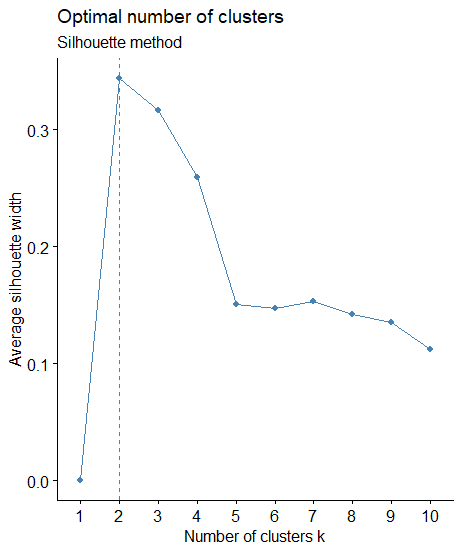 Optimal number of clusters
Silhouette method
Average silhouette width
0.3
0.2
0.1
0.0
1 2 3 4 5 6 7 8 9 10
Number of clusters k